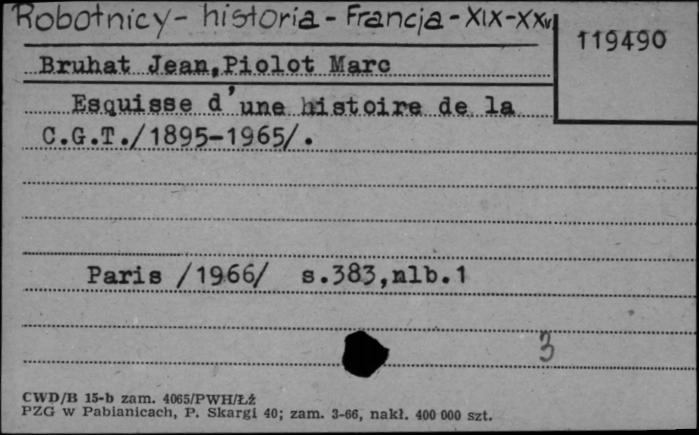 Robotnicy - historia - Francja - XIX-XXw
119490
Bruhat Jean,Piolot Marc
Esquisse d'une histoire de la
C.G.T./1895-1965/.
Paris /1966/ s.383,nlb.1
3
CWD/B 15-b zam. 4065/PWH/Łź
PZG w Pabianicach, P. Skargi 40; zam. 3-66, nakł. 400 000 szt.